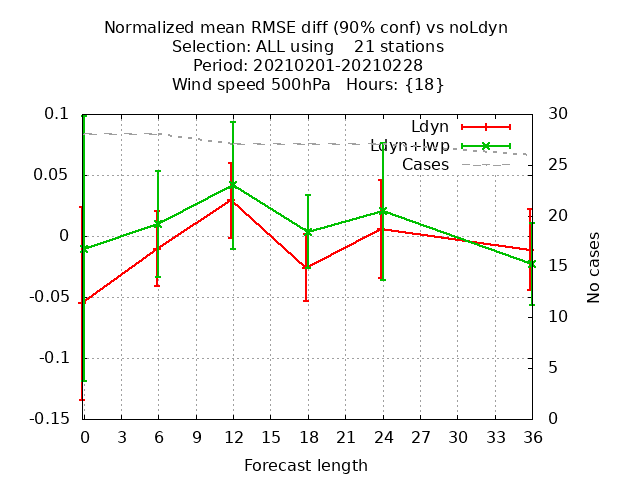 Normalized mean RMSE diff (90% conf) vs noLdyn
Selection: ALL using    21 stations
Period: 20210201-20210228
Wind speed 500hPa   Hours: {18}
0.1
0.05
0
-0.05
-0.1
-0.15
30
25
20
15
10
5
0
Ldyn
Ldyn+lwp
Cases
No cases
0 3 6 9 12 15 18 21 24 27 30 33 36
Forecast length